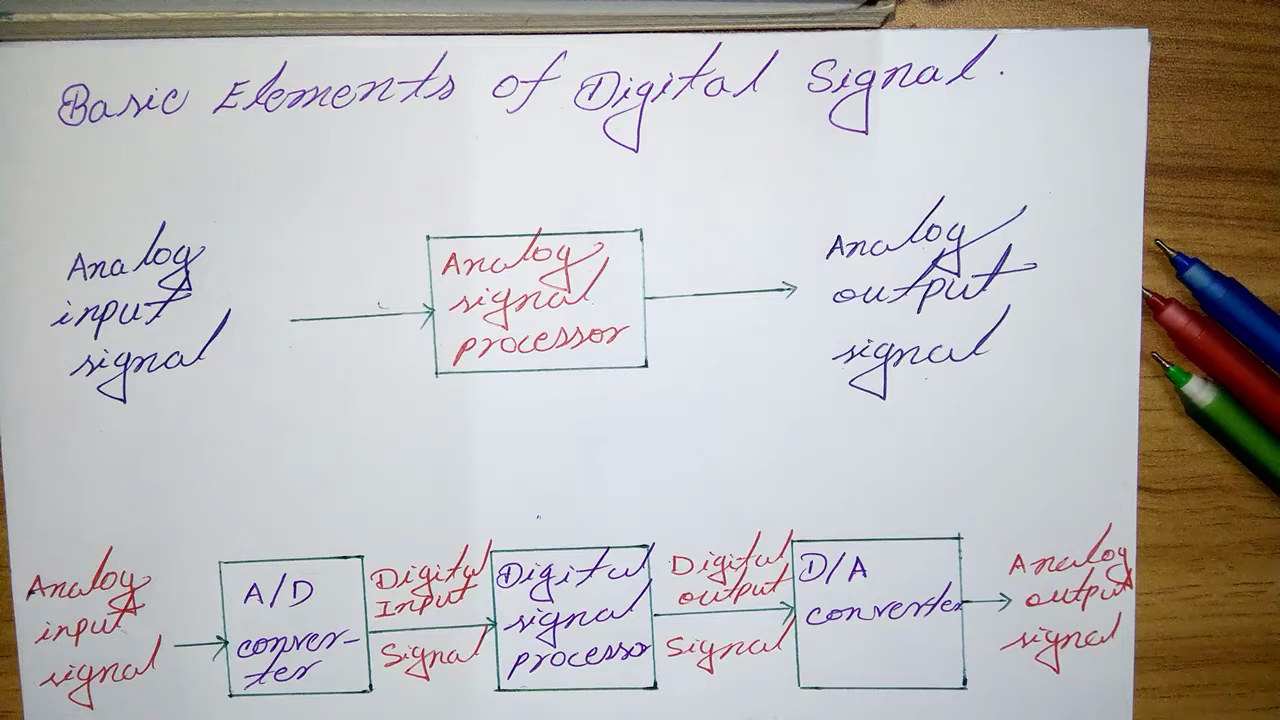 Basic Elements of Digital Signal.
Analog
input
signal
Analog
signal
processor
Analog
output
signal
Analog
input
signal
A/D
conver-
ter
Digital
Input
Signal
Digital
signal
processor
Digital
output
Signal
D/A
converter
Analog
output
signal